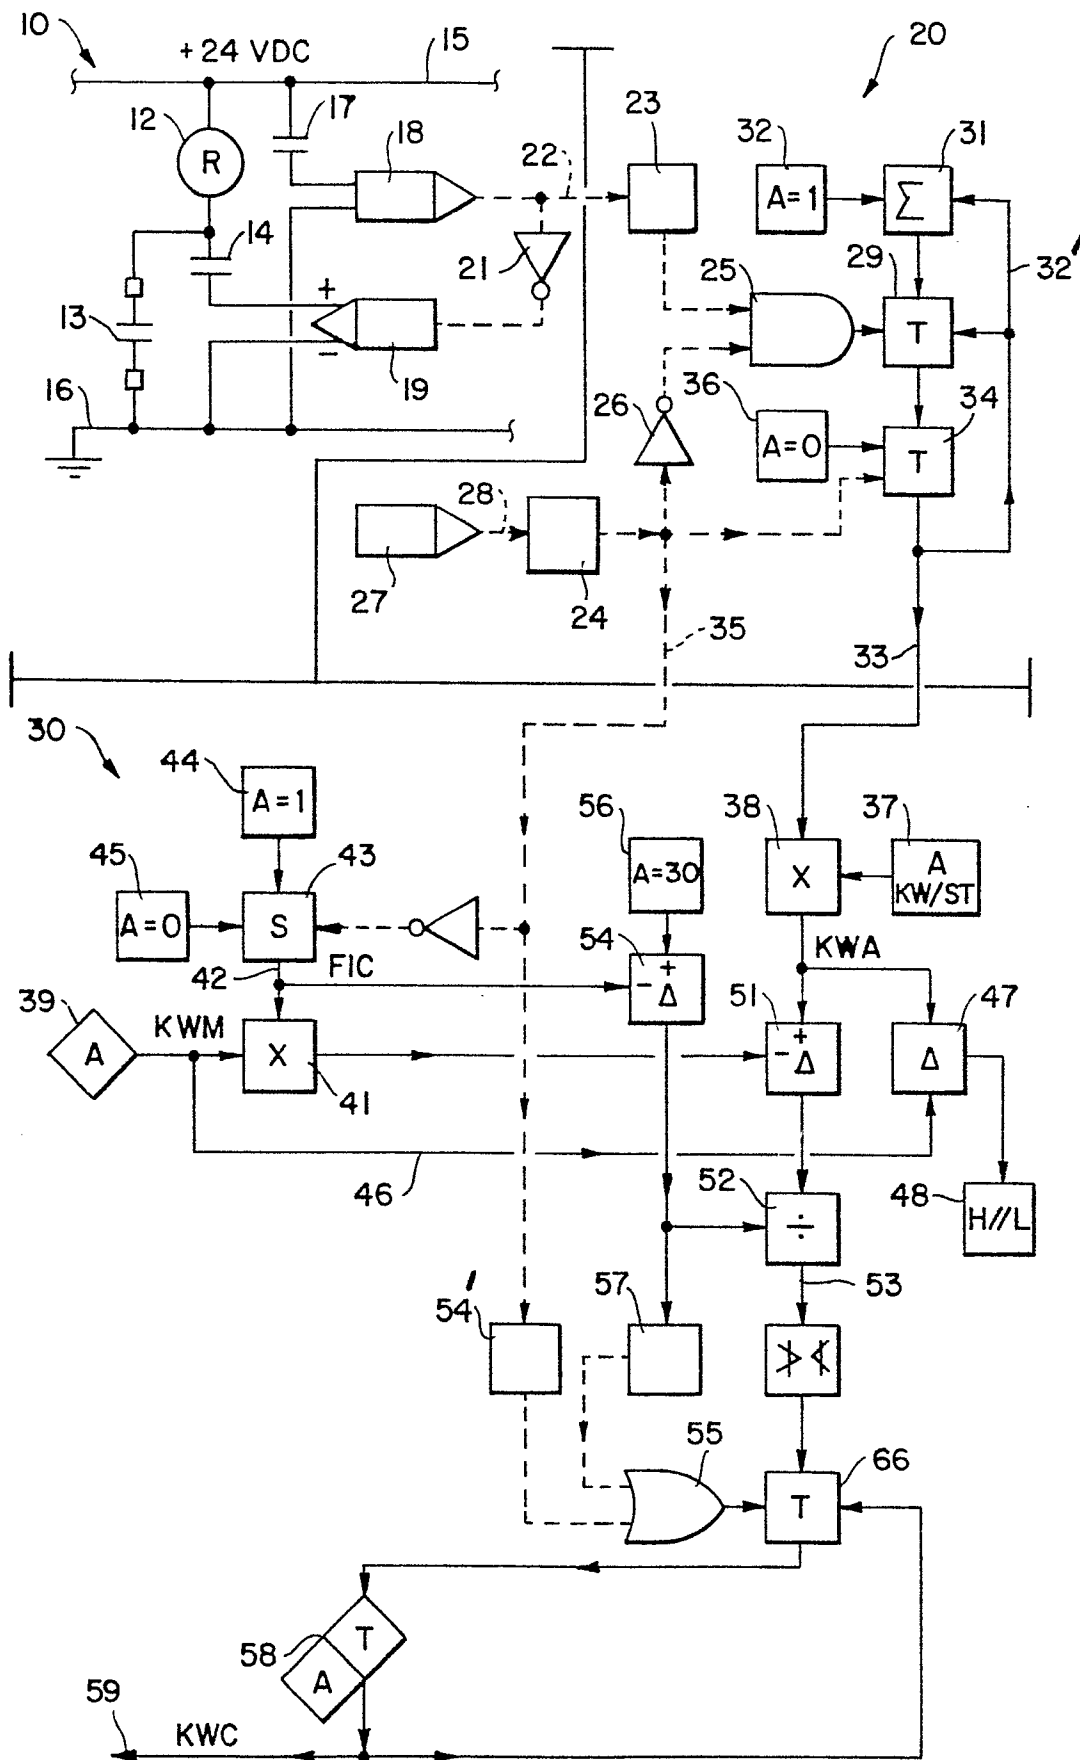 10
+24 VDC
15
20
12
17
18
22
23
32
31
R
A=1
Σ
14
21
25
29
32'
13
+
T
−
19
36
34
16
26
A=0
T
28
27
24
35
33
30
44
A=1
56
38
37
45
43
A=30
X
A
KW/ST
A=0
S
54
KWA
42
FIC
+
− Δ
39
KWM
51
47
A
X
+
− Δ
Δ
41
46
52
48
÷
H//L
54'
57
53
≯ ≮
55
66
T
58
T
A
59
KWC